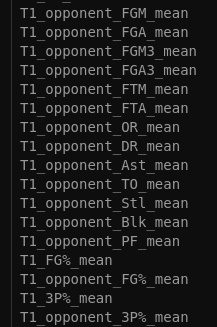 T1_opponent_FGM_mean
T1_opponent_FGA_mean
T1_opponent_FGM3_mean
T1_opponent_FGA3_mean
T1_opponent_FTM_mean
T1_opponent_FTA_mean
T1_opponent_OR_mean
T1_opponent_DR_mean
T1_opponent_Ast_mean
T1_opponent_TO_mean
T1_opponent_Stl_mean
T1_opponent_Blk_mean
T1_opponent_PF_mean
T1_FG%_mean
T1_opponent_FG%_mean
T1_3P%_mean
T1_opponent_3P%_mean